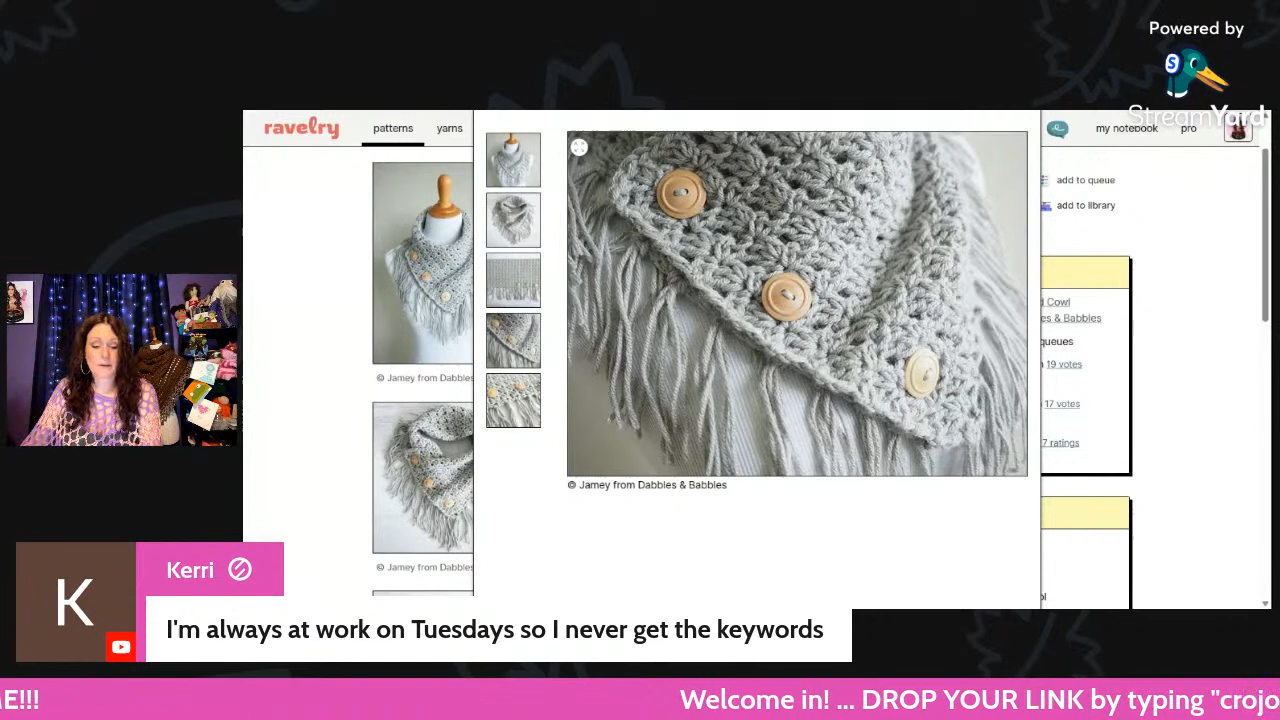 Powered by
StreamYard
ravelry
patterns
yarns
my notebook
pro
add to queue
add to library
© Jamey from Dabbles
© Jamey from Dabbles
© Jamey from Dabbles & Babbles
d Cowl
es & Babbles
queues
19 votes
17 votes
7 ratings
Kerri
K
I'm always at work on Tuesdays so I never get the keywords
E!!!
Welcome in! ... DROP YOUR LINK by typing "crojo